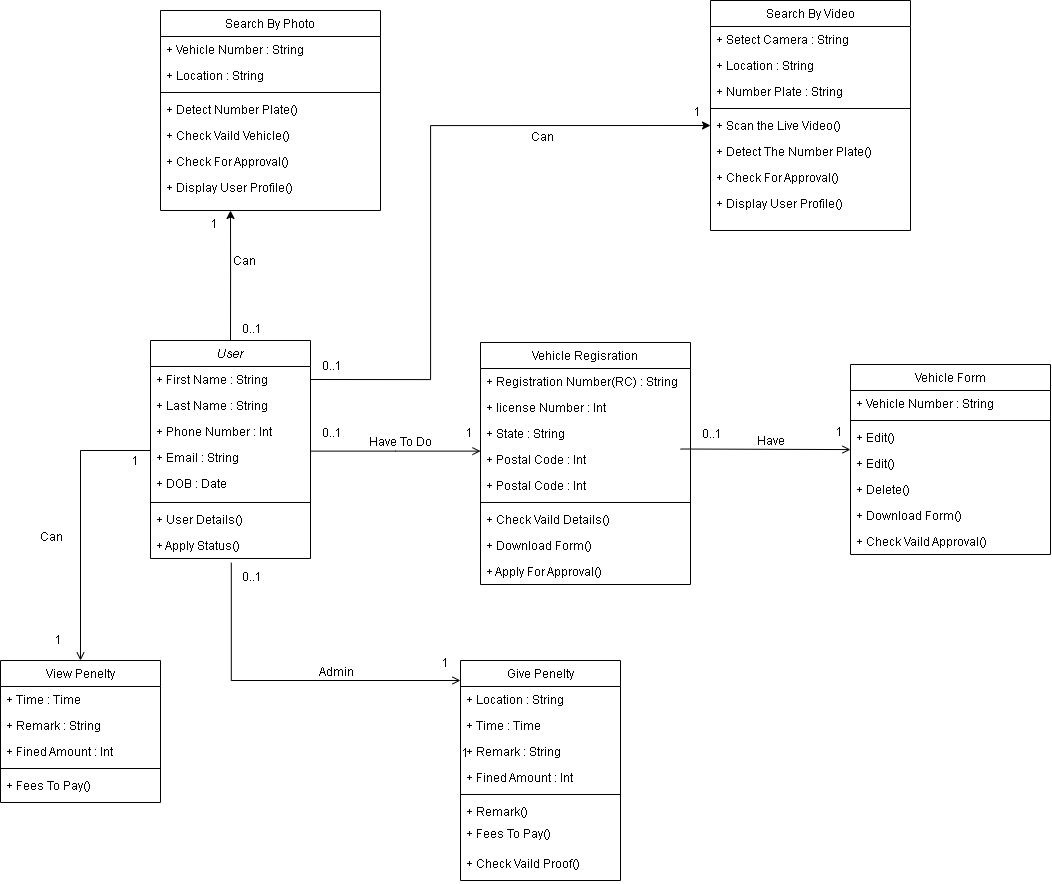 Search By Photo
+ Vehicle Number : String
+ Location : String
+ Detect Number Plate()
+ Check Vaild Vehicle()
+ Check For Approval()
+ Display User Profile()
Search By Video
+ Setect Camera : String
+ Location : String
+ Number Plate : String
+ Scan the Live Video()
+ Detect The Number Plate()
+ Check For Approval()
+ Display User Profile()
1
Can
0..1
1
Can
0..1
User
+ First Name : String
+ Last Name : String
+ Phone Number : Int
+ Email : String
+ DOB : Date
+ User Details()
+ Apply Status()
0..1
Have To Do
1
Vehicle Regisration
+ Registration Number(RC) : String
+ license Number : Int
+ State : String
+ Postal Code : Int
+ Postal Code : Int
+ Check Vaild Details()
+ Download Form()
+ Apply For Approval()
0..1
Have
1
Vehicle Form
+ Vehicle Number : String
+ Edit()
+ Edit()
+ Delete()
+ Download Form()
+ Check Vaild Approval()
1
Can
1
View Penelty
+ Time : Time
+ Remark : String
+ Fined Amount : Int
+ Fees To Pay()
0..1
Admin
1
Give Penelty
+ Location : String
+ Time : Time
1
+ Remark : String
+ Fined Amount : Int
+ Remark()
+ Fees To Pay()
+ Check Vaild Proof()